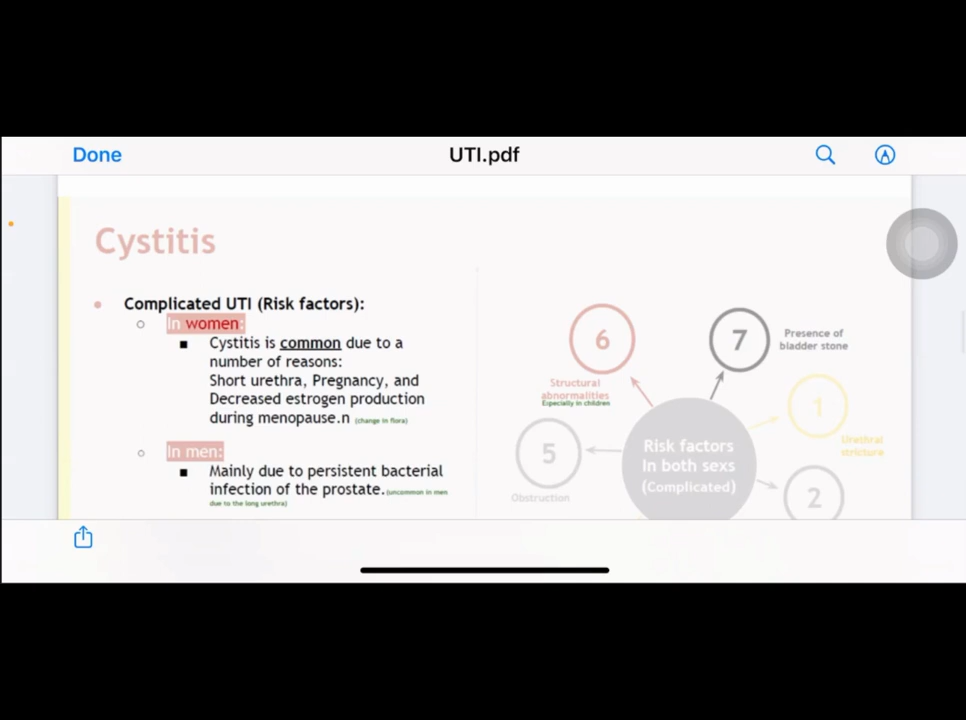 Done
UTI.pdf
Cystitis
Complicated UTI (Risk factors):
In women:
Cystitis is common due to a
number of reasons:
Short urethra, Pregnancy, and
Decreased estrogen production
during menopause.n (change in flora)
In men:
Mainly due to persistent bacterial
infection of the prostate.(uncommon in men
due to the long urethra)
6
7
Presence of
bladder stone
Structural
abnormalities
Especially in children
1
Urethral
stricture
5
Risk factors
In both sexs
(Complicated)
Obstruction
2